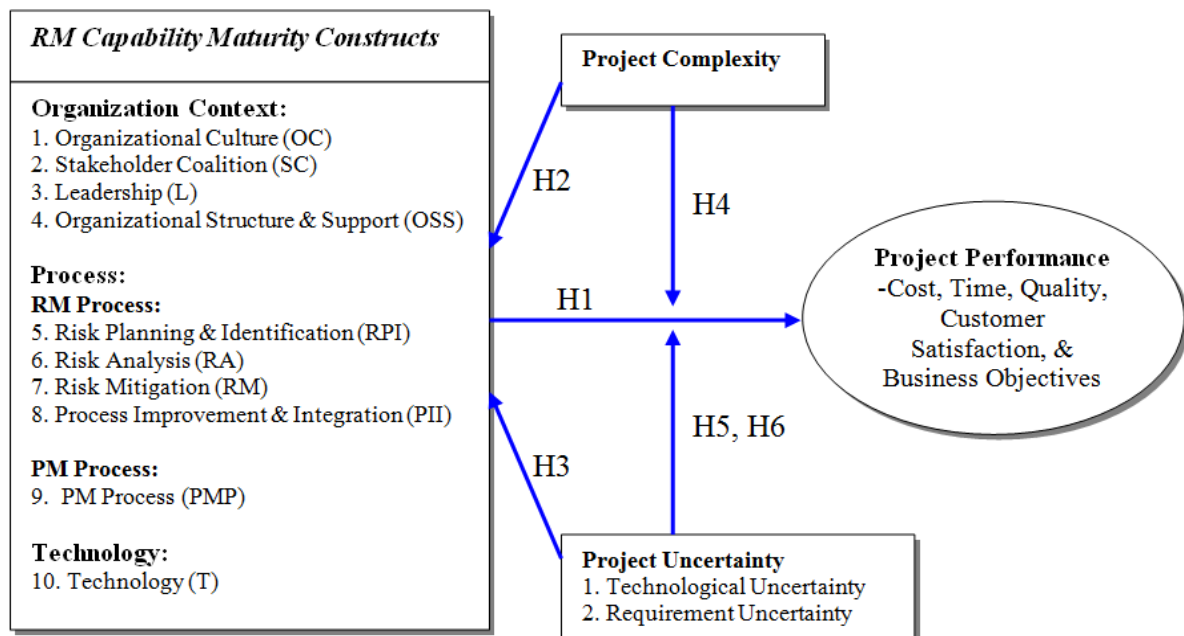 RM Capability Maturity Constructs
Organization Context:
1. Organizational Culture (OC)
2. Stakeholder Coalition (SC)
3. Leadership (L)
4. Organizational Structure & Support (OSS)
Process:
RM Process:
5. Risk Planning & Identification (RPI)
6. Risk Analysis (RA)
7. Risk Mitigation (RM)
8. Process Improvement & Integration (PII)
PM Process:
9. PM Process (PMP)
Technology:
10. Technology (T)
Project Complexity
H2
H4
H1
H5, H6
H3
Project Uncertainty
1. Technological Uncertainty
2. Requirement Uncertainty
Project Performance
-Cost, Time, Quality,
Customer
Satisfaction, &
Business Objectives